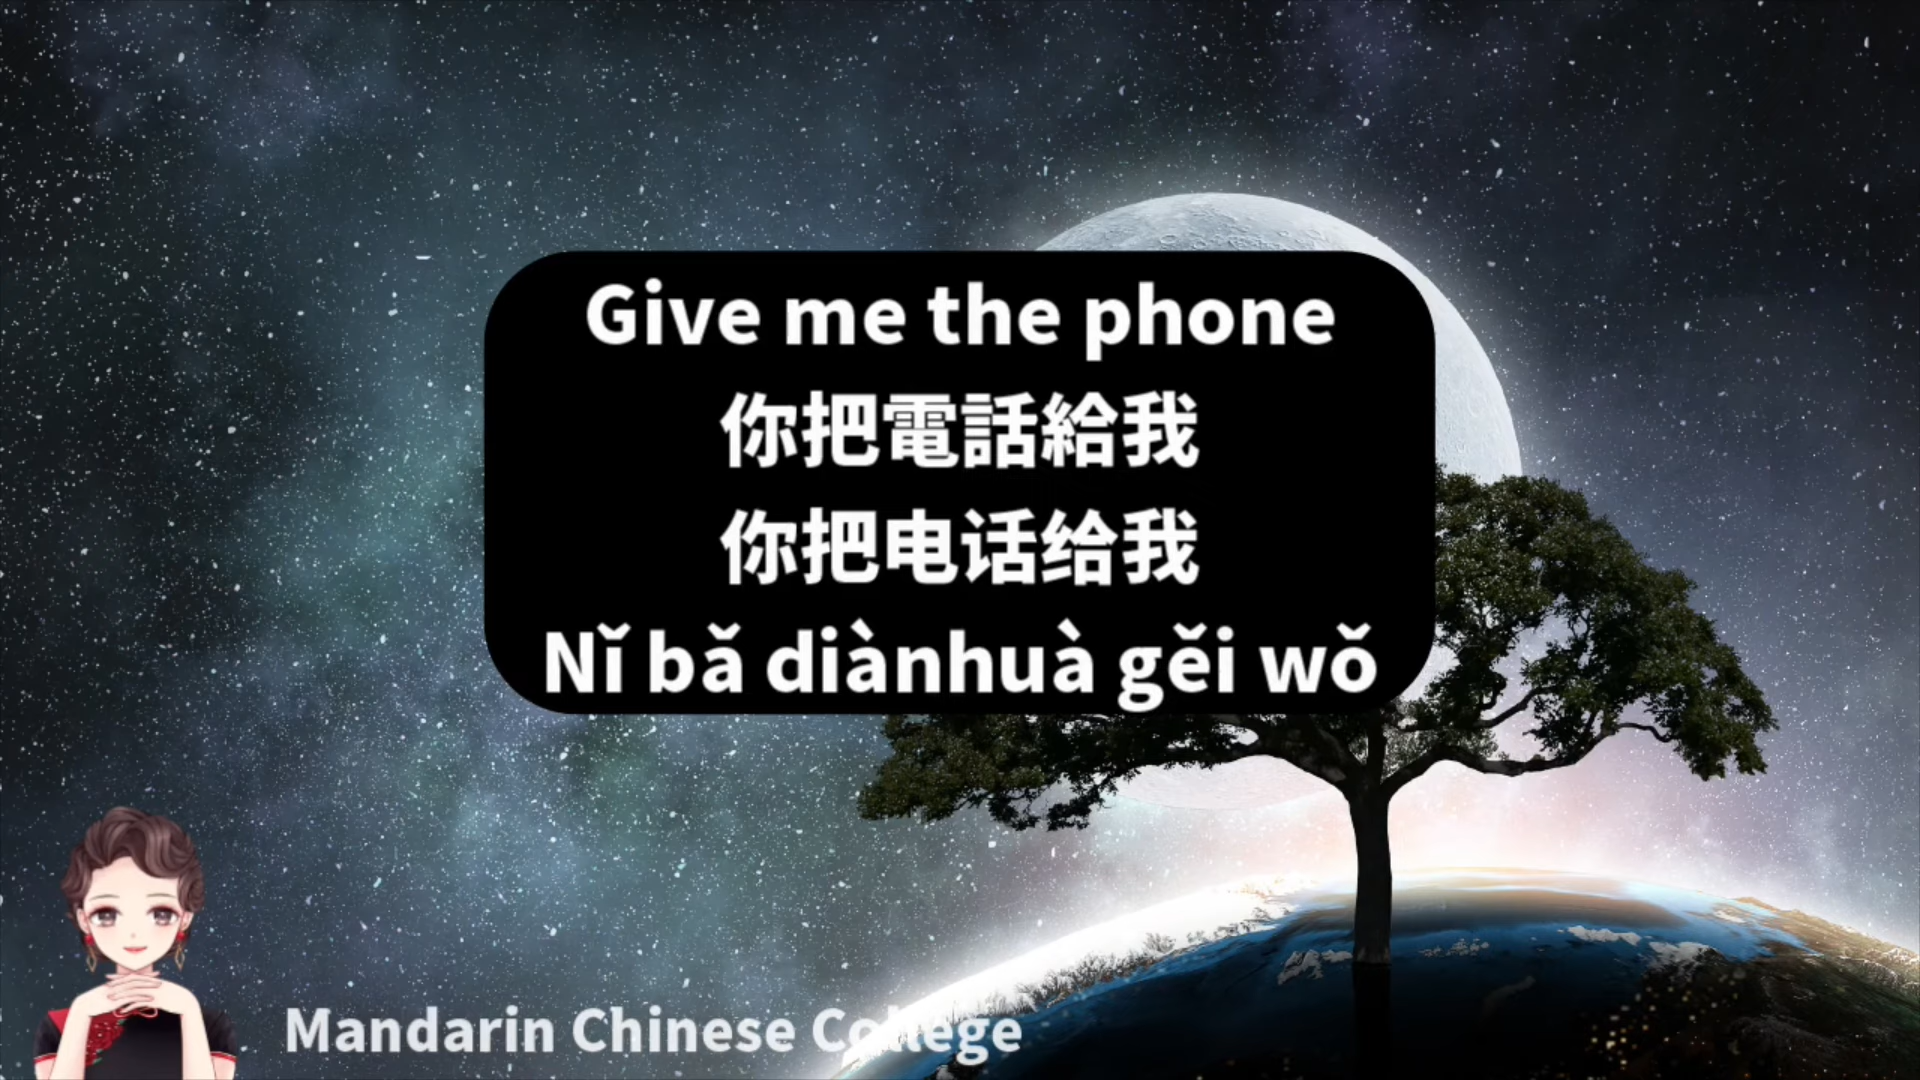 Give me the phone
你把電話給我
你把电话给我
Nǐ bǎ diànhuà gěi wǒ
Mandarin Chinese College